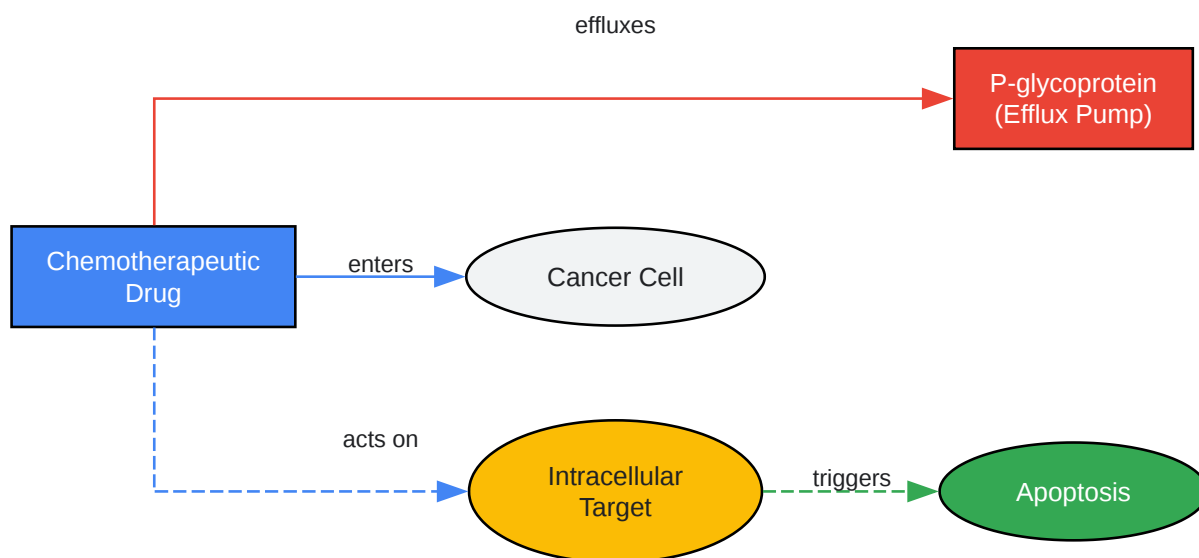 effluxes
P-glycoprotein
(Efflux Pump)
Chemotherapeutic
Drug
enters
Cancer Cell
acts on
Intracellular
Target
triggers
Apoptosis